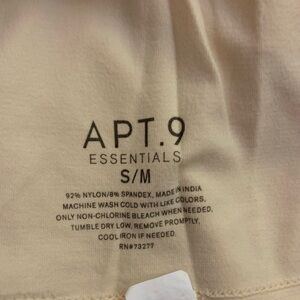 APT.9
ESSENTIALS
S/M
92% NYLON/8% SPANDEX, MADE IN INDIA
MACHINE WASH COLD WITH LIKE COLORS,
ONLY NON-CHLORINE BLEACH WHEN NEEDED,
TUMBLE DRY LOW, REMOVE PROMPTLY,
COOL IRON IF NEEDED.
RN#73277